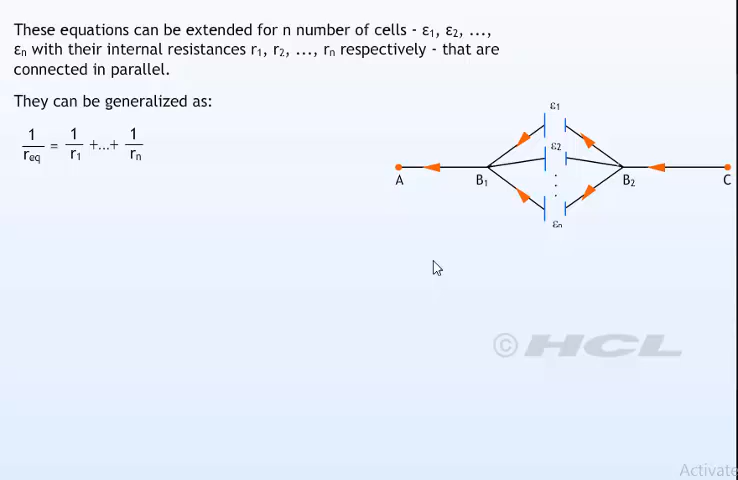 These equations can be extended for n number of cells - ε₁, ε₂, ...,
εₙ with their internal resistances r₁, r₂, ..., rₙ respectively - that are
connected in parallel.
They can be generalized as:
1/r_eq = 1/r₁ +...+ 1/rₙ
ε₁
ε₂
εₙ
A
B₁
B₂
C
© HCL
Activate